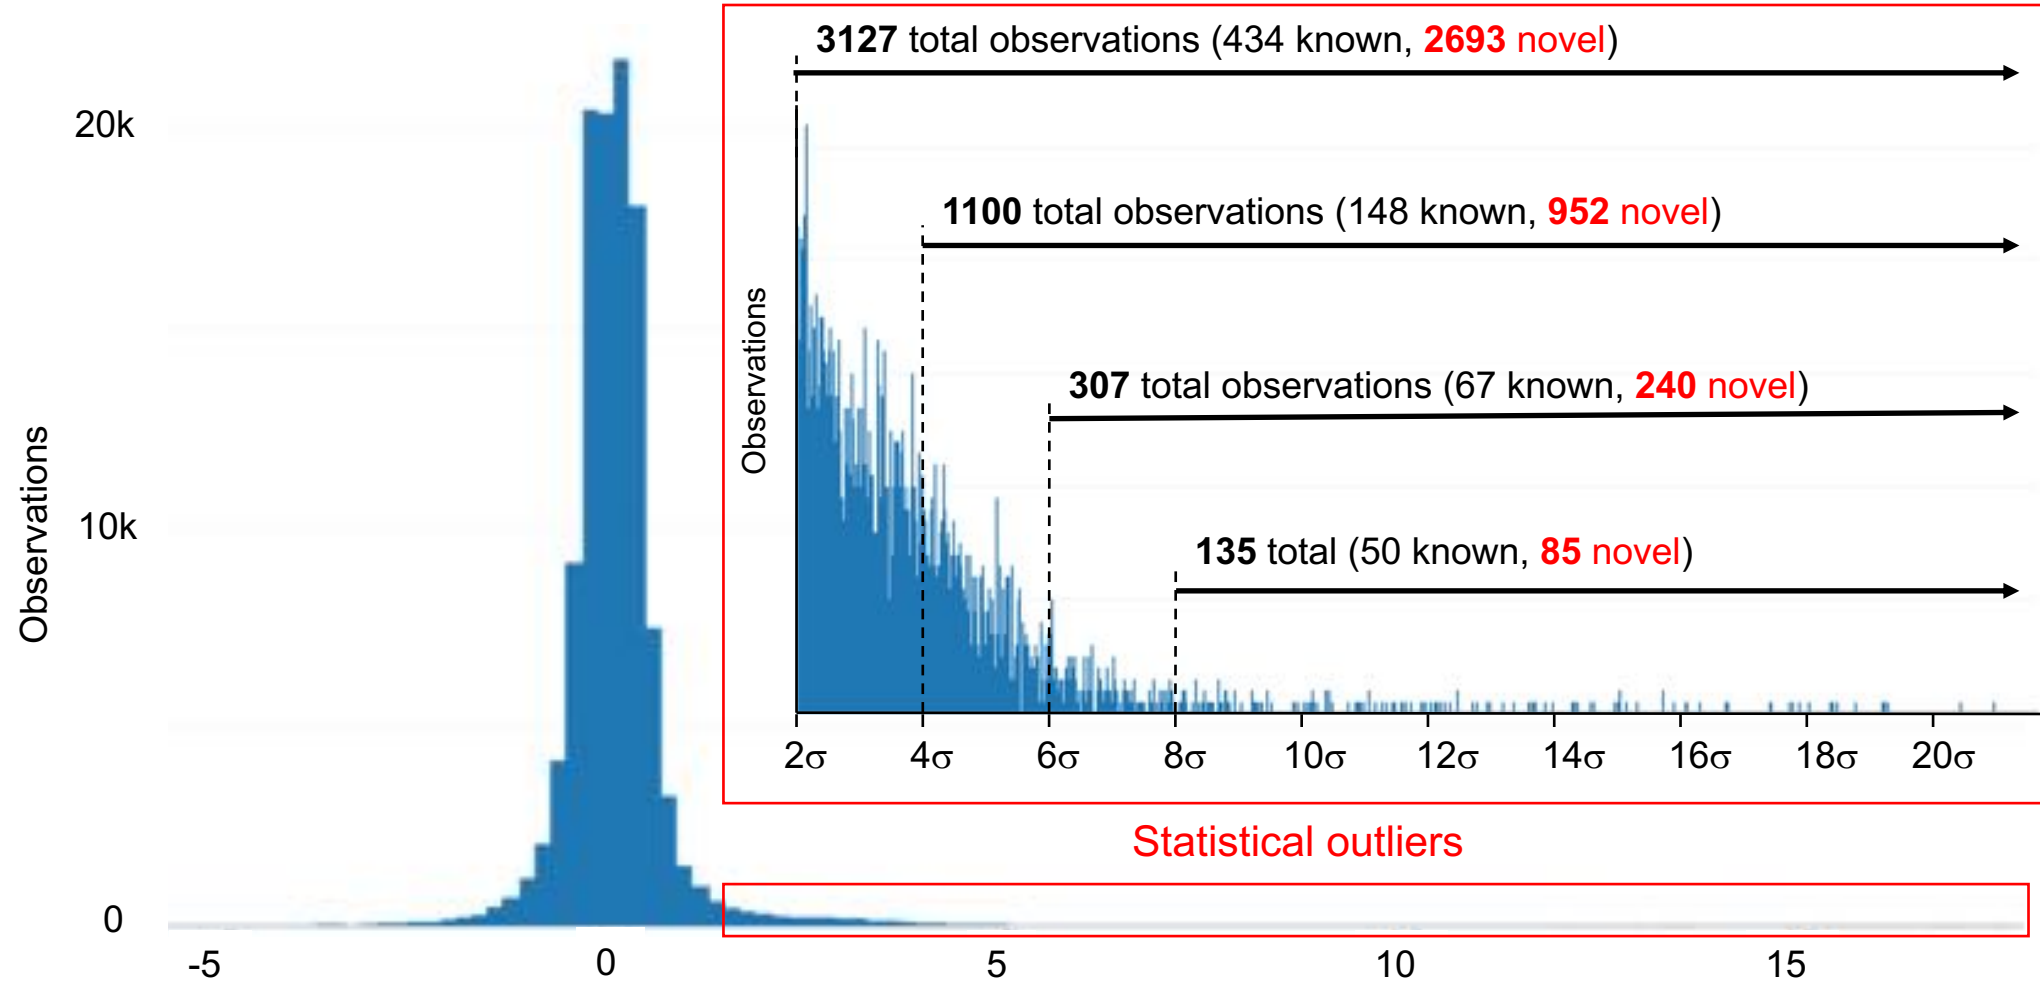 3127 total observations (434 known, 2693 novel)
20k
1100 total observations (148 known, 952 novel)
Observations
307 total observations (67 known, 240 novel)
Observations
10k
135 total (50 known, 85 novel)
2σ 4σ 6σ 8σ 10σ 12σ 14σ 16σ 18σ 20σ
Statistical outliers
0
-5 0 5 10 15